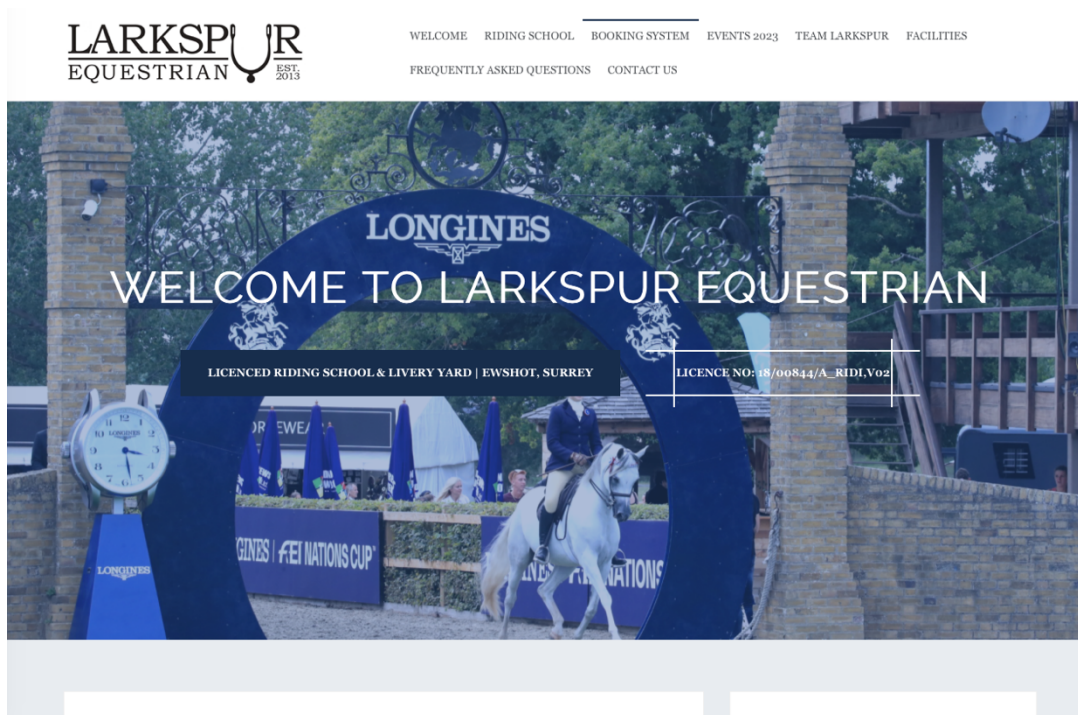 LARKSPUR
EQUESTRIAN
EST.
2013
WELCOME RIDING SCHOOL BOOKING SYSTEM EVENTS 2023 TEAM LARKSPUR FACILITIES
FREQUENTLY ASKED QUESTIONS CONTACT US
LONGINES
WELCOME TO LARKSPUR EQUESTRIAN
LICENCED RIDING SCHOOL & LIVERY YARD | EWSHOT, SURREY
LICENCE NO: 18/00844/A_RIDI,V02
12
LONGINES
GINES | FEI NATIONS CUP
NATIONS
LONGINES